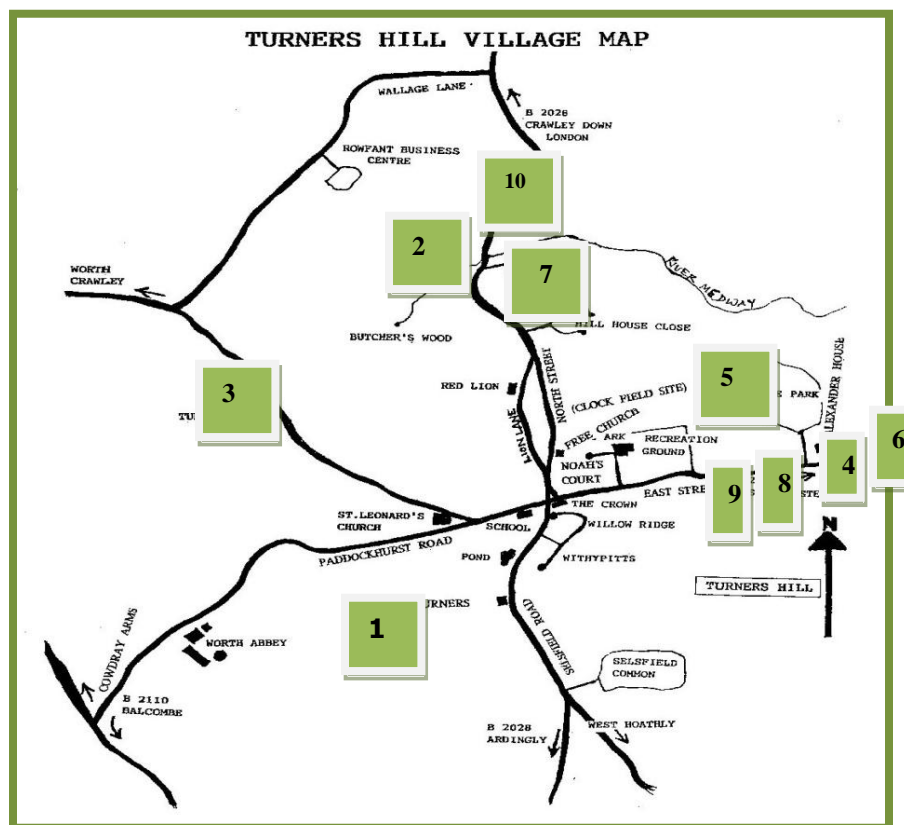 TURNERS HILL VILLAGE MAP
WALLAGE LANE
B 2028
CRAWLEY DOWN
LONDON
ROWFANT BUSINESS
CENTRE
10
2
7
WORTH
CRAWLEY
RIVER MEDWAY
BUTCHER'S WOOD
HILL HOUSE CLOSE
3
RED LION
LION LANE
NORTH STREET
(CLOCK FIELD SITE)
5
PARK
ALEXANDER HOUSE
FREE CHURCH
ARK
RECREATION
GROUND
NOAH'S
COURT
6
4
8
9
EAST
THE CROWN
ST.LEONARD'S
CHURCH
SCHOOL
WILLOW RIDGE
PADDOCKHURST ROAD
POND
WITHYPITTS
N
TURNERS HILL
1
TURNERS
SELSFIELD ROAD
COWDRAY ARMS
WORTH ABBEY
SELSFIELD
COMMON
B 2110
BALCOMBE
B 2028
ARDINGLY
WEST HOATHLY